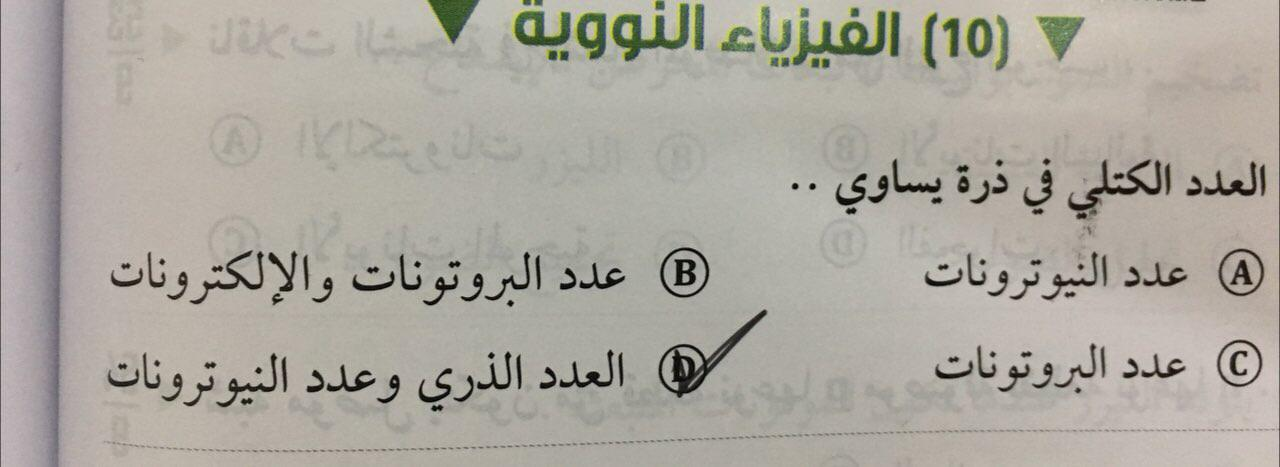 (10) الفيزياء النووية
العدد الكتلي في ذرة يساوي ..
Ⓐ عدد النيوترونات Ⓑ عدد البروتونات والإلكترونات
Ⓒ عدد البروتونات Ⓓ العدد الذري وعدد النيوترونات